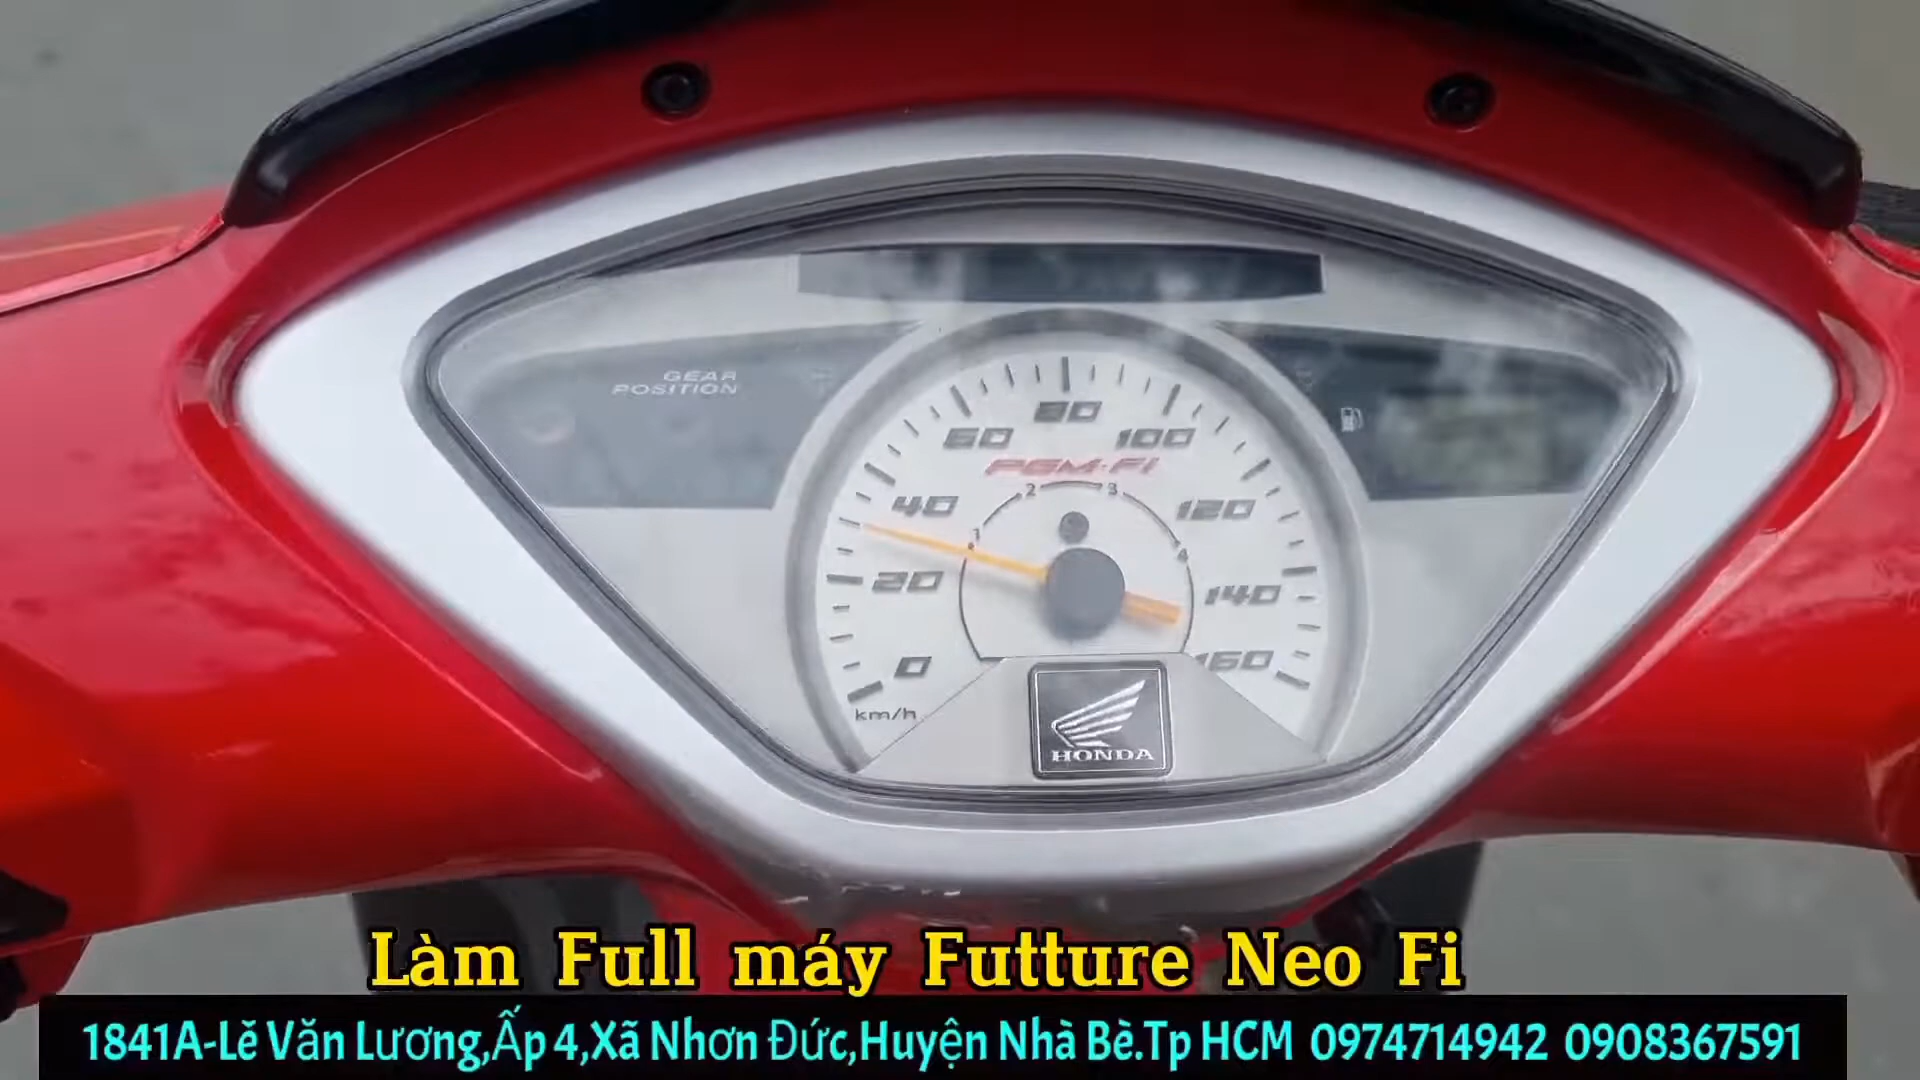 GEAR
POSITION
80
60
100
PGM-FI
2
3
40
120
1
4
20
140
0
160
km/h
HONDA
Làm Full máy Futture Neo Fi
1841A-Lê Văn Lương,Ấp 4,Xã Nhơn Đức,Huyện Nhà Bè.Tp HCM 0974714942 0908367591